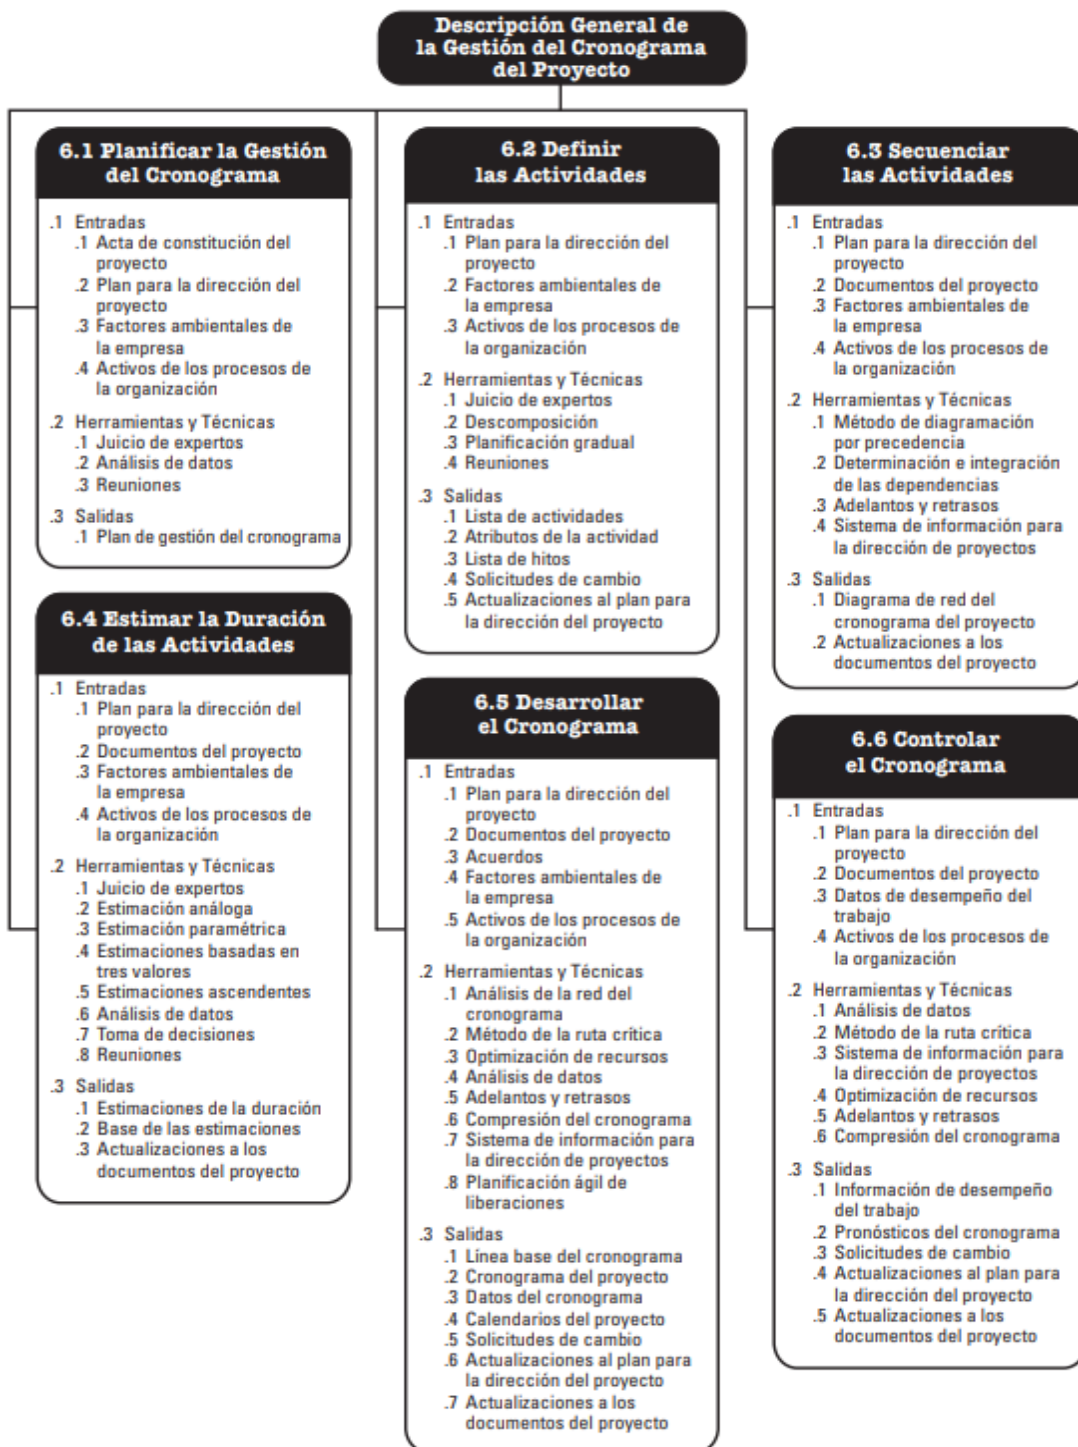 Descripción General de
la Gestión del Cronograma
del Proyecto
6.1 Planificar la Gestión
del Cronograma
.1 Entradas
.1 Acta de constitución del
proyecto
.2 Plan para la dirección del
proyecto
.3 Factores ambientales de
la empresa
.4 Activos de los procesos de
la organización
.2 Herramientas y Técnicas
.1 Juicio de expertos
.2 Análisis de datos
.3 Reuniones
.3 Salidas
.1 Plan de gestión del cronograma
6.2 Definir
las Actividades
.1 Entradas
.1 Plan para la dirección del
proyecto
.2 Factores ambientales de
la empresa
.3 Activos de los procesos de
la organización
.2 Herramientas y Técnicas
.1 Juicio de expertos
.2 Descomposición
.3 Planificación gradual
.4 Reuniones
.3 Salidas
.1 Lista de actividades
.2 Atributos de la actividad
.3 Lista de hitos
.4 Solicitudes de cambio
.5 Actualizaciones al plan para
la dirección del proyecto
6.3 Secuenciar
las Actividades
.1 Entradas
.1 Plan para la dirección del
proyecto
.2 Documentos del proyecto
.3 Factores ambientales de
la empresa
.4 Activos de los procesos de
la organización
.2 Herramientas y Técnicas
.1 Método de diagramación
por precedencia
.2 Determinación e integración
de las dependencias
.3 Adelantos y retrasos
.4 Sistema de información para
la dirección de proyectos
.3 Salidas
.1 Diagrama de red del
cronograma del proyecto
.2 Actualizaciones a los
documentos del proyecto
6.4 Estimar la Duración
de las Actividades
.1 Entradas
.1 Plan para la dirección del
proyecto
.2 Documentos del proyecto
.3 Factores ambientales de
la empresa
.4 Activos de los procesos de
la organización
.2 Herramientas y Técnicas
.1 Juicio de expertos
.2 Estimación análoga
.3 Estimación paramétrica
.4 Estimaciones basadas en
tres valores
.5 Estimaciones ascendentes
.6 Análisis de datos
.7 Toma de decisiones
.8 Reuniones
.3 Salidas
.1 Estimaciones de la duración
.2 Base de las estimaciones
.3 Actualizaciones a los
documentos del proyecto
6.5 Desarrollar
el Cronograma
.1 Entradas
.1 Plan para la dirección del
proyecto
.2 Documentos del proyecto
.3 Acuerdos
.4 Factores ambientales de
la empresa
.5 Activos de los procesos de
la organización
.2 Herramientas y Técnicas
.1 Análisis de la red del
cronograma
.2 Método de la ruta crítica
.3 Optimización de recursos
.4 Análisis de datos
.5 Adelantos y retrasos
.6 Compresión del cronograma
.7 Sistema de información para
la dirección de proyectos
.8 Planificación ágil de
liberaciones
.3 Salidas
.1 Línea base del cronograma
.2 Cronograma del proyecto
.3 Datos del cronograma
.4 Calendarios del proyecto
.5 Solicitudes de cambio
.6 Actualizaciones al plan para
la dirección del proyecto
.7 Actualizaciones a los
documentos del proyecto
6.6 Controlar
el Cronograma
.1 Entradas
.1 Plan para la dirección del
proyecto
.2 Documentos del proyecto
.3 Datos de desempeño del
trabajo
.4 Activos de los procesos de
la organización
.2 Herramientas y Técnicas
.1 Análisis de datos
.2 Método de la ruta crítica
.3 Sistema de información para
la dirección de proyectos
.4 Optimización de recursos
.5 Adelantos y retrasos
.6 Compresión del cronograma
.3 Salidas
.1 Información de desempeño
del trabajo
.2 Pronósticos del cronograma
.3 Solicitudes de cambio
.4 Actualizaciones al plan para
la dirección del proyecto
.5 Actualizaciones a los
documentos del proyecto